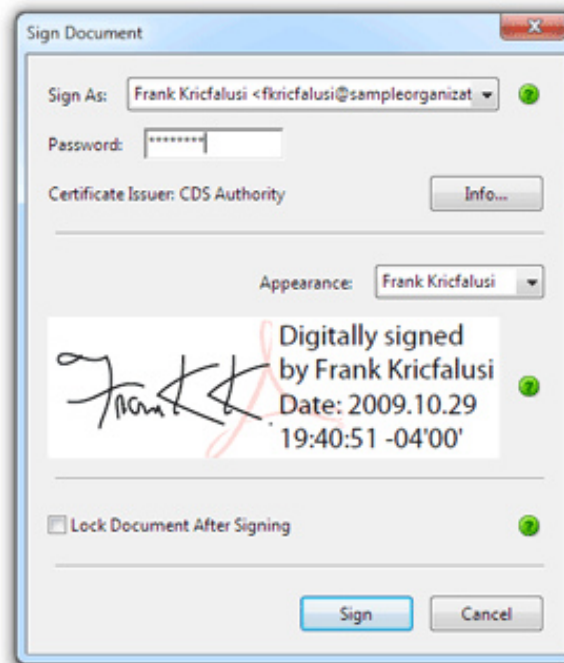 Sign Document
Sign As: Frank Kricfalusi <fkricfalusi@sampleorganizat
Password: ********
Certificate Issuer: CDS Authority Info...
Appearance: Frank Kricfalusi
Frank K. Digitally signed
by Frank Kricfalusi
Date: 2009.10.29
19:40:51 -04'00'
Lock Document After Signing
Sign Cancel